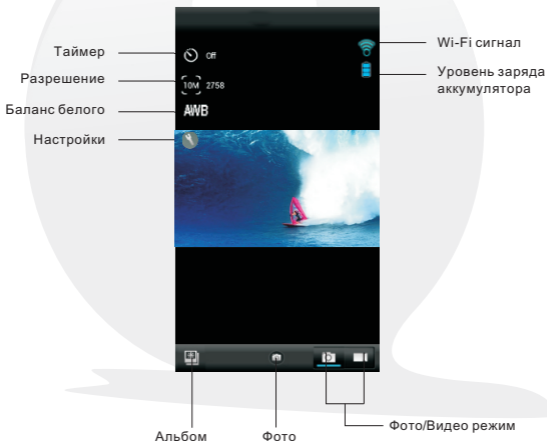 Таймер
Off
Wi-Fi сигнал
Разрешение
10M 2758
Уровень заряда
аккумулятора
Баланс белого
AWB
Настройки
Альбом
Фото
Фото/Видео режим